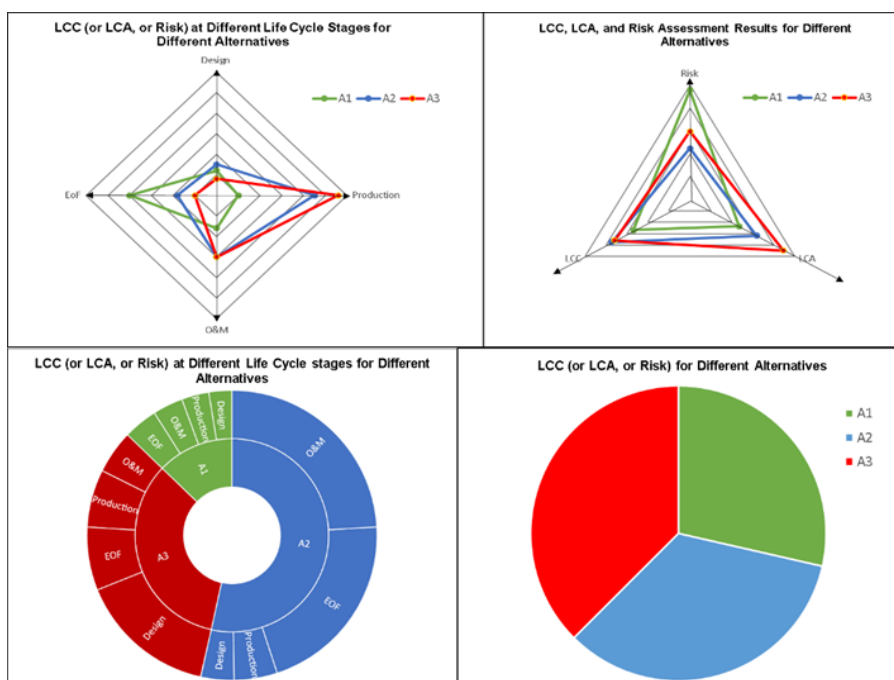 LCC (or LCA, or Risk) at Different Life Cycle Stages for
Different Alternatives
Design
A1 A2 A3
EoF
Production
O&M
LCC, LCA, and Risk Assessment Results for Different
Alternatives
Risk
A1 A2 A3
LCC
LCA
LCC (or LCA, or Risk) at Different Life Cycle stages for Different
Alternatives
Design
Production
O&M
EOF
A1
O&M
EOF
Production
Design
A2
O&M
Production
EOF
Design
A3
LCC (or LCA, or Risk) for Different Alternatives
A1
A2
A3